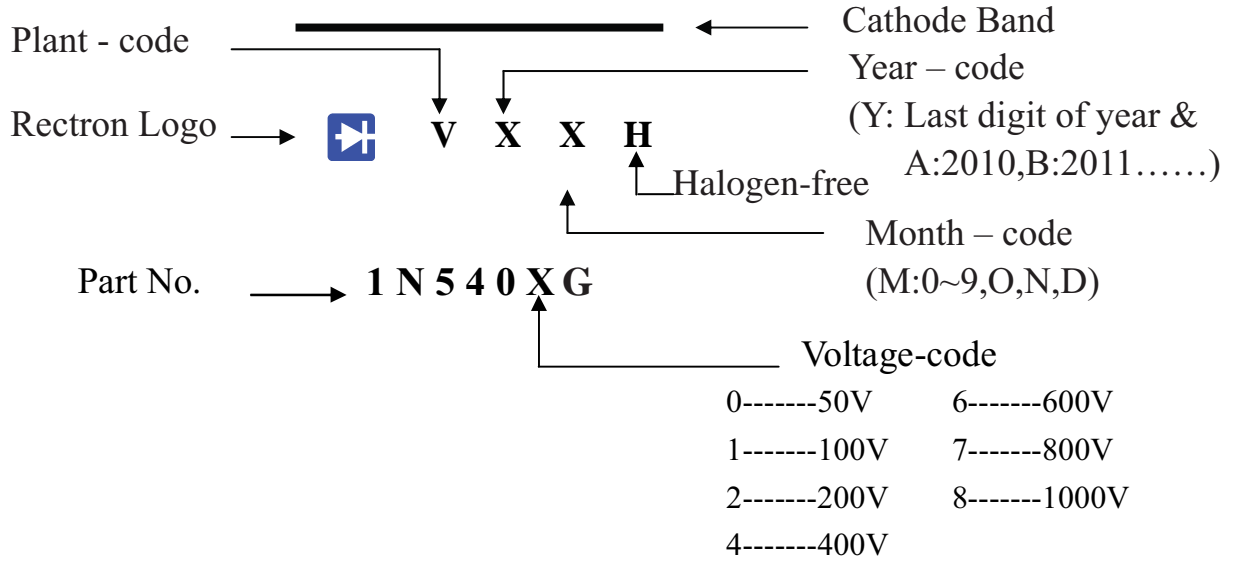 Cathode Band
Plant - code
Year – code
Rectron Logo
V X X H
(Y: Last digit of year &
A:2010,B:2011……)
Halogen-free
Month – code
(M:0~9,O,N,D)
Part No.
1 N 5 4 0 X G
Voltage-code
0-------50V 6-------600V
1-------100V 7-------800V
2-------200V 8-------1000V
4-------400V